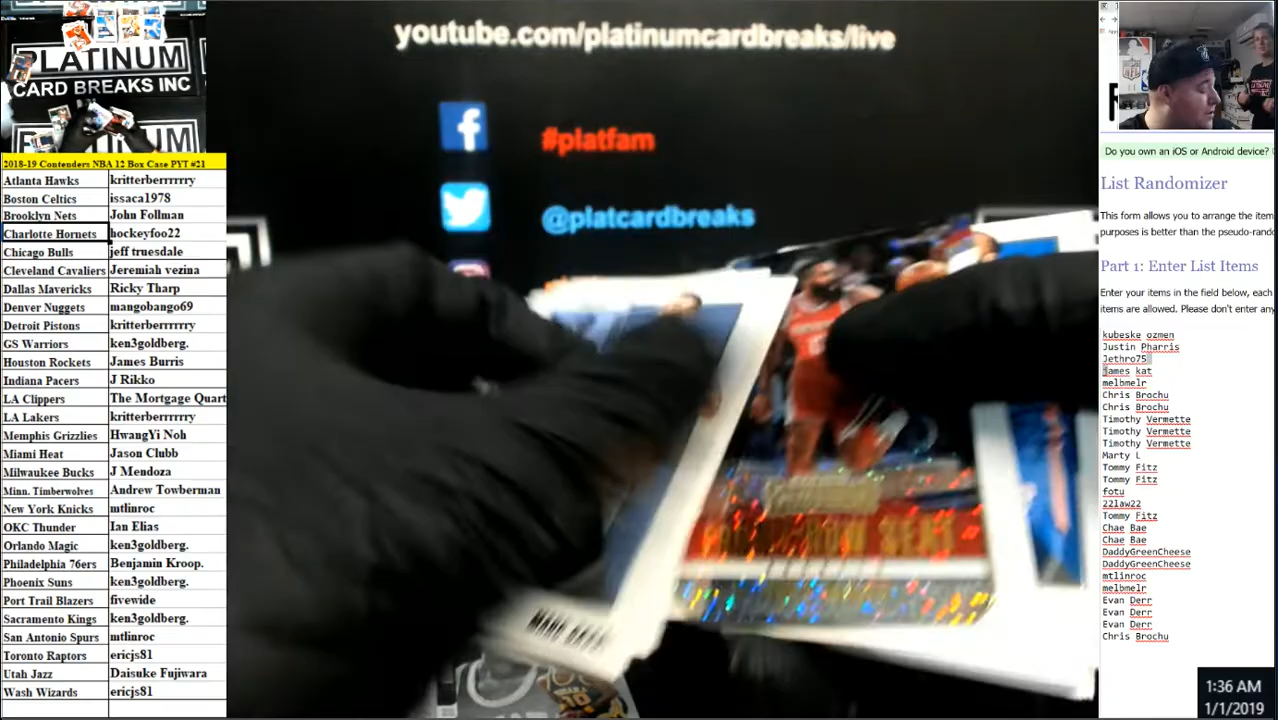 youtube.com/platinumcardbreaks/live
#platfam
@platcardbreaks
PLATINUM
CARD BREAKS INC
2018-19 Contenders NBA 12 Box Case PYT #21
Atlanta Hawks kritterberrrrrry
Boston Celtics issaca1978
Brooklyn Nets John Follman
Charlotte Hornets hockeyfoo22
Chicago Bulls jeff truesdale
Cleveland Cavaliers Jeremiah vezina
Dallas Mavericks Ricky Tharp
Denver Nuggets mangobango69
Detroit Pistons kritterberrrrrry
GS Warriors ken3goldberg.
Houston Rockets James Burris
Indiana Pacers J Rikko
LA Clippers The Mortgage Quart
LA Lakers kritterberrrrrry
Memphis Grizzlies HwangYi Noh
Miami Heat Jason Clubb
Milwaukee Bucks J Mendoza
Minn. Timberwolves Andrew Towberman
New York Knicks mtlinroc
OKC Thunder Ian Elias
Orlando Magic ken3goldberg.
Philadelphia 76ers Benjamin Kroop.
Phoenix Suns ken3goldberg.
Port Trail Blazers fivewide
Sacramento Kings ken3goldberg.
San Antonio Spurs mtlinroc
Toronto Raptors ericjs81
Utah Jazz Daisuke Fujiwara
Wash Wizards ericjs81
Do you own an iOS or Android device?
List Randomizer
This form allows you to arrange the item
purposes is better than the pseudo-rando
Part 1: Enter List Items
Enter your items in the field below, each
items are allowed. Please don't enter any
kubeske ozmen
Justin Pharris
Jethro75
james kat
melbmelr
Chris Brochu
Chris Brochu
Timothy Vermette
Timothy Vermette
Timothy Vermette
Marty L
Tommy Fitz
Tommy Fitz
fotu
22law22
Tommy Fitz
Chae Bae
Chae Bae
DaddyGreenCheese
DaddyGreenCheese
mtlinroc
melbmelr
Evan Derr
Evan Derr
Evan Derr
Chris Brochu
1:36 AM
1/1/2019